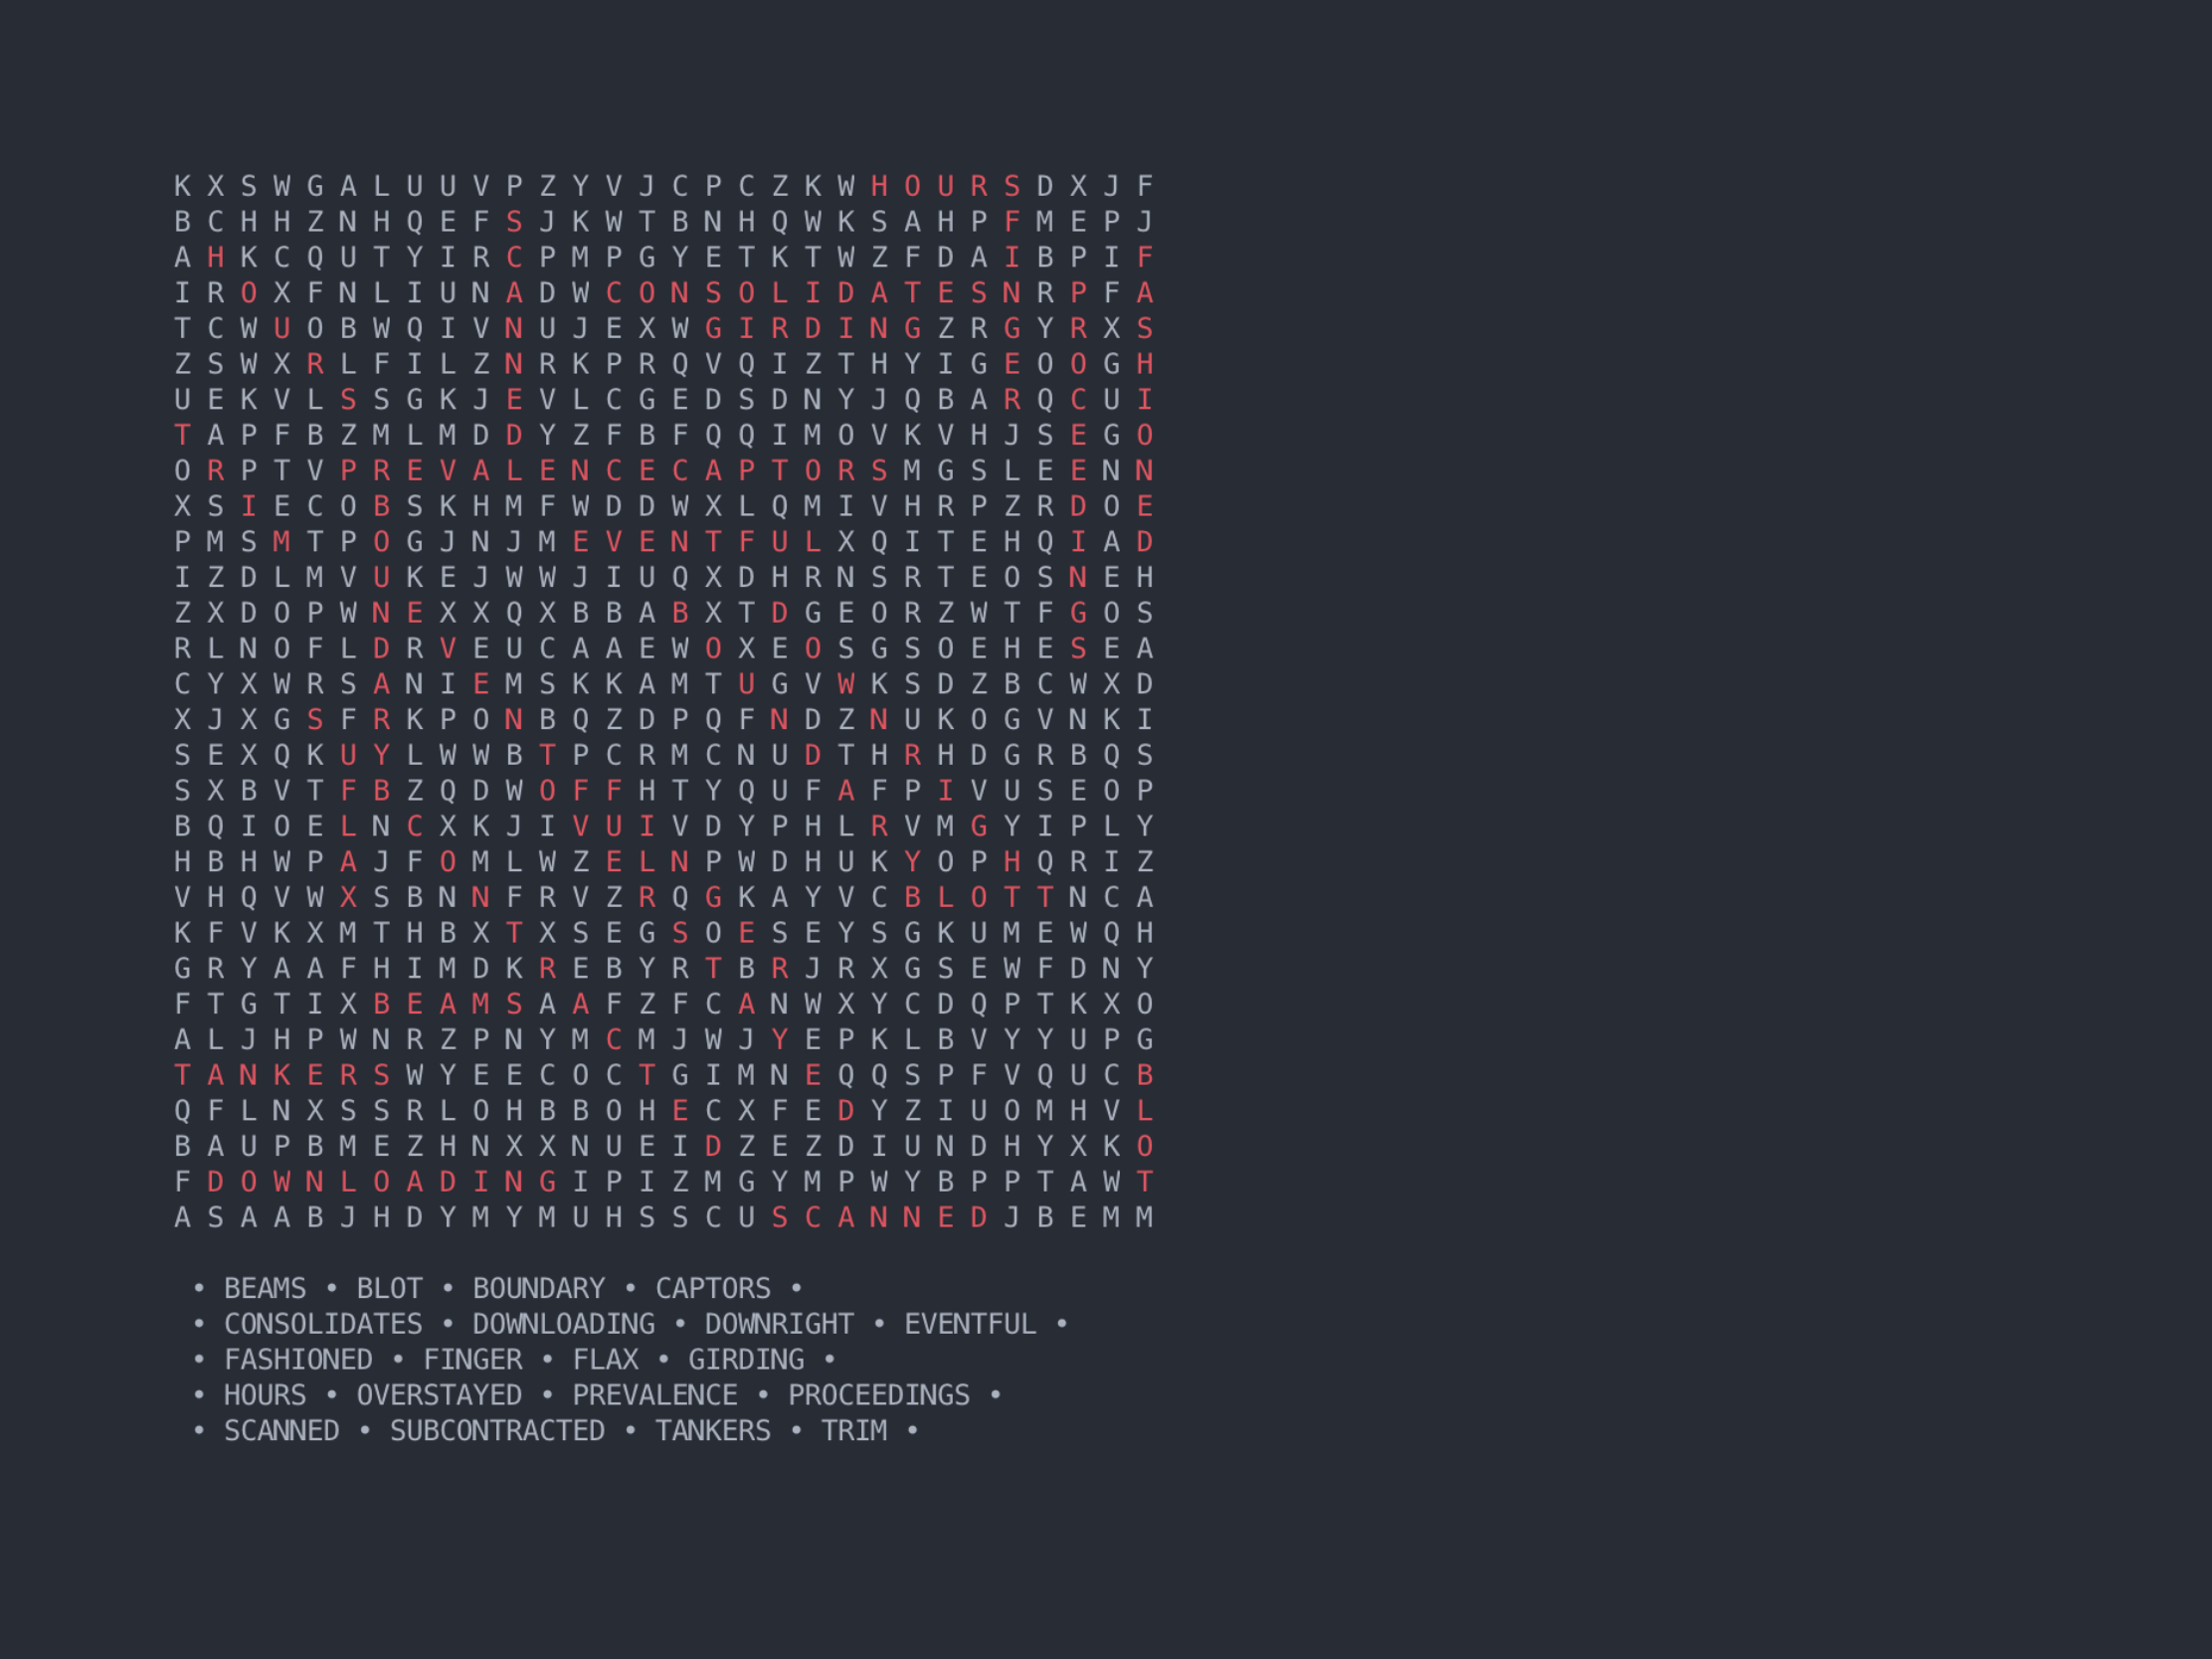 K X S W G A L U U V P Z Y V J C P C Z K W H O U R S D X J F
B C H H Z N H Q E F S J K W T B N H Q W K S A H P F M E P J
A H K C Q U T Y I R C P M P G Y E T K T W Z F D A I B P I F
I R O X F N L I U N A D W C O N S O L I D A T E S N R P F A
T C W U O B W Q I V N U J E X W G I R D I N G Z R G Y R X S
Z S W X R L F I L Z N R K P R Q V Q I Z T H Y I G E O O G H
U E K V L S S G K J E V L C G E D S D N Y J Q B A R Q C U I
T A P F B Z M L M D D Y Z F B F Q Q I M O V K V H J S E G O
O R P T V P R E V A L E N C E C A P T O R S M G S L E E N N
X S I E C O B S K H M F W D D W X L Q M I V H R P Z R D O E
P M S M T P O G J N J M E V E N T F U L X Q I T E H Q I A D
I Z D L M V U K E J W W J I U Q X D H R N S R T E O S N E H
Z X D O P W N E X X Q X B B A B X T D G E O R Z W T F G O S
R L N O F L D R V E U C A A E W O X E O S G S O E H E S E A
C Y X W R S A N I E M S K K A M T U G V W K S D Z B C W X D
X J X G S F R K P O N B Q Z D P Q F N D Z N U K O G V N K I
S E X Q K U Y L W W B T P C R M C N U D T H R H D G R B Q S
S X B V T F B Z Q D W O F F H T Y Q U F A F P I V U S E O P
B Q I O E L N C X K J I V U I V D Y P H L R V M G Y I P L Y
H B H W P A J F O M L W Z E L N P W D H U K Y O P H Q R I Z
V H Q V W X S B N N F R V Z R Q G K A Y V C B L O T T N C A
K F V K X M T H B X T X S E G S O E S E Y S G K U M E W Q H
G R Y A A F H I M D K R E B Y R T B R J R X G S E W F D N Y
F T G T I X B E A M S A A F Z F C A N W X Y C D Q P T K X O
A L J H P W N R Z P N Y M C M J W J Y E P K L B V Y Y U P G
T A N K E R S W Y E E C O C T G I M N E Q Q S P F V Q U C B
Q F L N X S S R L O H B B O H E C X F E D Y Z I U O M H V L
B A U P B M E Z H N X X N U E I D Z E Z D I U N D H Y X K O
F D O W N L O A D I N G I P I Z M G Y M P W Y B P P T A W T
A S A A B J H D Y M Y M U H S S C U S C A N N E D J B E M M
• BEAMS • BLOT • BOUNDARY • CAPTORS •
• CONSOLIDATES • DOWNLOADING • DOWNRIGHT • EVENTFUL •
• FASHIONED • FINGER • FLAX • GIRDING •
• HOURS • OVERSTAYED • PREVALENCE • PROCEEDINGS •
• SCANNED • SUBCONTRACTED • TANKERS • TRIM •